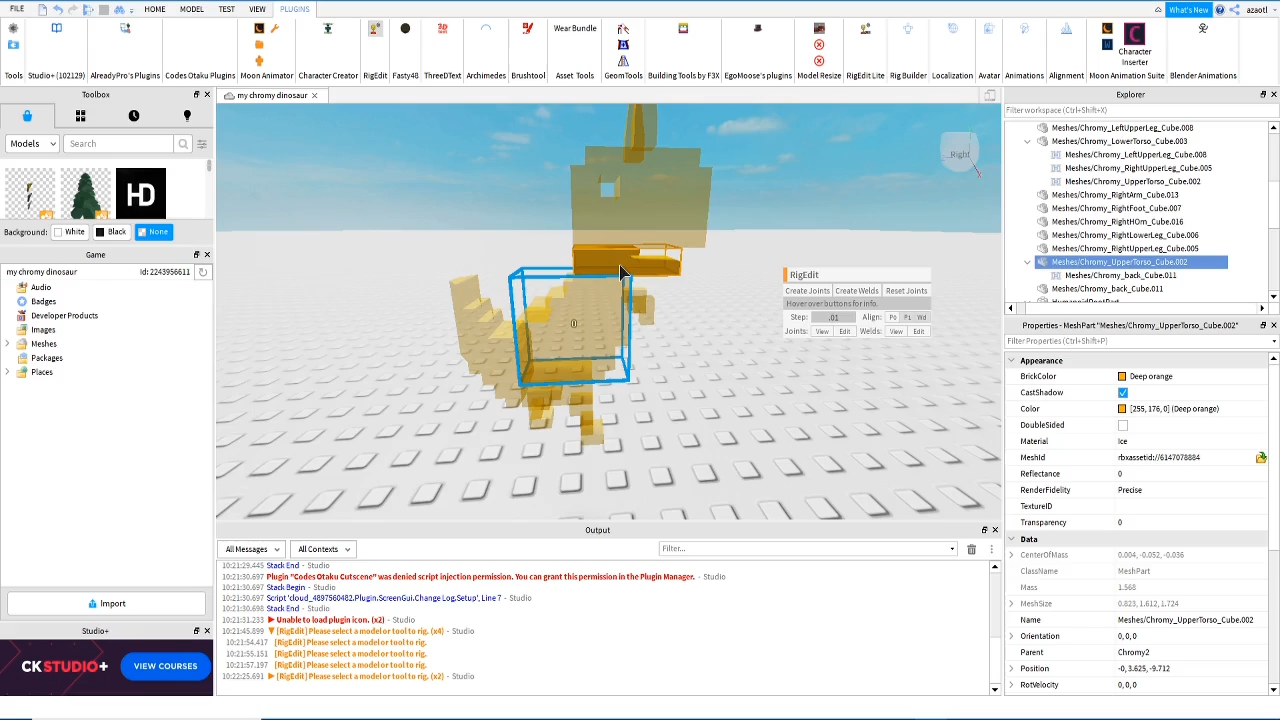 FILE HOME MODEL TEST VIEW PLUGINS What's New azaotl
Wear Bundle
Tools Studio+ (102129) AlreadyPro's Plugins Codes Otaku Plugins Moon Animator Character Creator RigEdit Fasty48 ThreeDText Archimedes Brushtool Asset Tools GeomTools Building Tools by F3X EgoMoose's plugins Model Resize RigEdit Lite Rig Builder Localization Avatar Animations Alignment Moon Animation Suite Character Inserter Blender Animations
Toolbox
Models Search
HD
Background: White Black None
Game
my chromy dinosaur Id: 2243956611
Audio
Badges
Developer Products
Images
Meshes
Packages
Places
Import
Studio+
CKSTUDIO+ VIEW COURSES
my chromy dinosaur
Right
X
0
RigEdit
Create Joints Create Welds Reset Joints
Hover over buttons for info.
Step: .01 Align: P0 P1 Wd
Joints: View Edit Welds: View Edit
Output
All Messages All Contexts Filter...
10:21:29.445 Stack End - Studio
10:21:30.697 Plugin "Codes Otaku Cutscene" was denied script injection permission. You can grant this permission in the Plugin Manager. - Studio
10:21:30.697 Stack Begin - Studio
10:21:30.697 Script 'cloud_4897560482.Plugin.ScreenGui.Change Log.Setup', Line 7 - Studio
10:21:30.698 Stack End - Studio
10:21:31.233 Unable to load plugin icon. (x2) - Studio
10:21:45.899 [RigEdit] Please select a model or tool to rig. (x4) - Studio
10:21:54.417 [RigEdit] Please select a model or tool to rig.
10:21:55.151 [RigEdit] Please select a model or tool to rig.
10:21:57.197 [RigEdit] Please select a model or tool to rig.
10:22:25.691 [RigEdit] Please select a model or tool to rig. (x2) - Studio
Explorer
Filter workspace (Ctrl+Shift+X)
Meshes/Chromy_LeftUpperLeg_Cube.008
Meshes/Chromy_LowerTorso_Cube.003
Meshes/Chromy_LeftUpperLeg_Cube.008
Meshes/Chromy_RightUpperLeg_Cube.005
Meshes/Chromy_UpperTorso_Cube.002
Meshes/Chromy_RightArm_Cube.013
Meshes/Chromy_RightFoot_Cube.007
Meshes/Chromy_RightHOrn_Cube.016
Meshes/Chromy_RightLowerLeg_Cube.006
Meshes/Chromy_RightUpperLeg_Cube.005
Meshes/Chromy_UpperTorso_Cube.002
Meshes/Chromy_back_Cube.011
Meshes/Chromy_back_Cube.011
HumanoidRootPart
Properties - MeshPart "Meshes/Chromy_UpperTorso_Cube.002"
Filter Properties (Ctrl+Shift+P)
Appearance
BrickColor Deep orange
CastShadow
Color [255, 176, 0] (Deep orange)
DoubleSided
Material Ice
MeshId rbxassetid://6147078884
Reflectance 0
RenderFidelity Precise
TextureID
Transparency 0
Data
CenterOfMass 0.004, -0.052, -0.036
ClassName MeshPart
Mass 1.568
MeshSize 0.823, 1.612, 1.724
Name Meshes/Chromy_UpperTorso_Cube.002
Orientation 0, 0, 0
Parent Chromy2
Position -0, 3.625, -9.712
RotVelocity 0, 0, 0